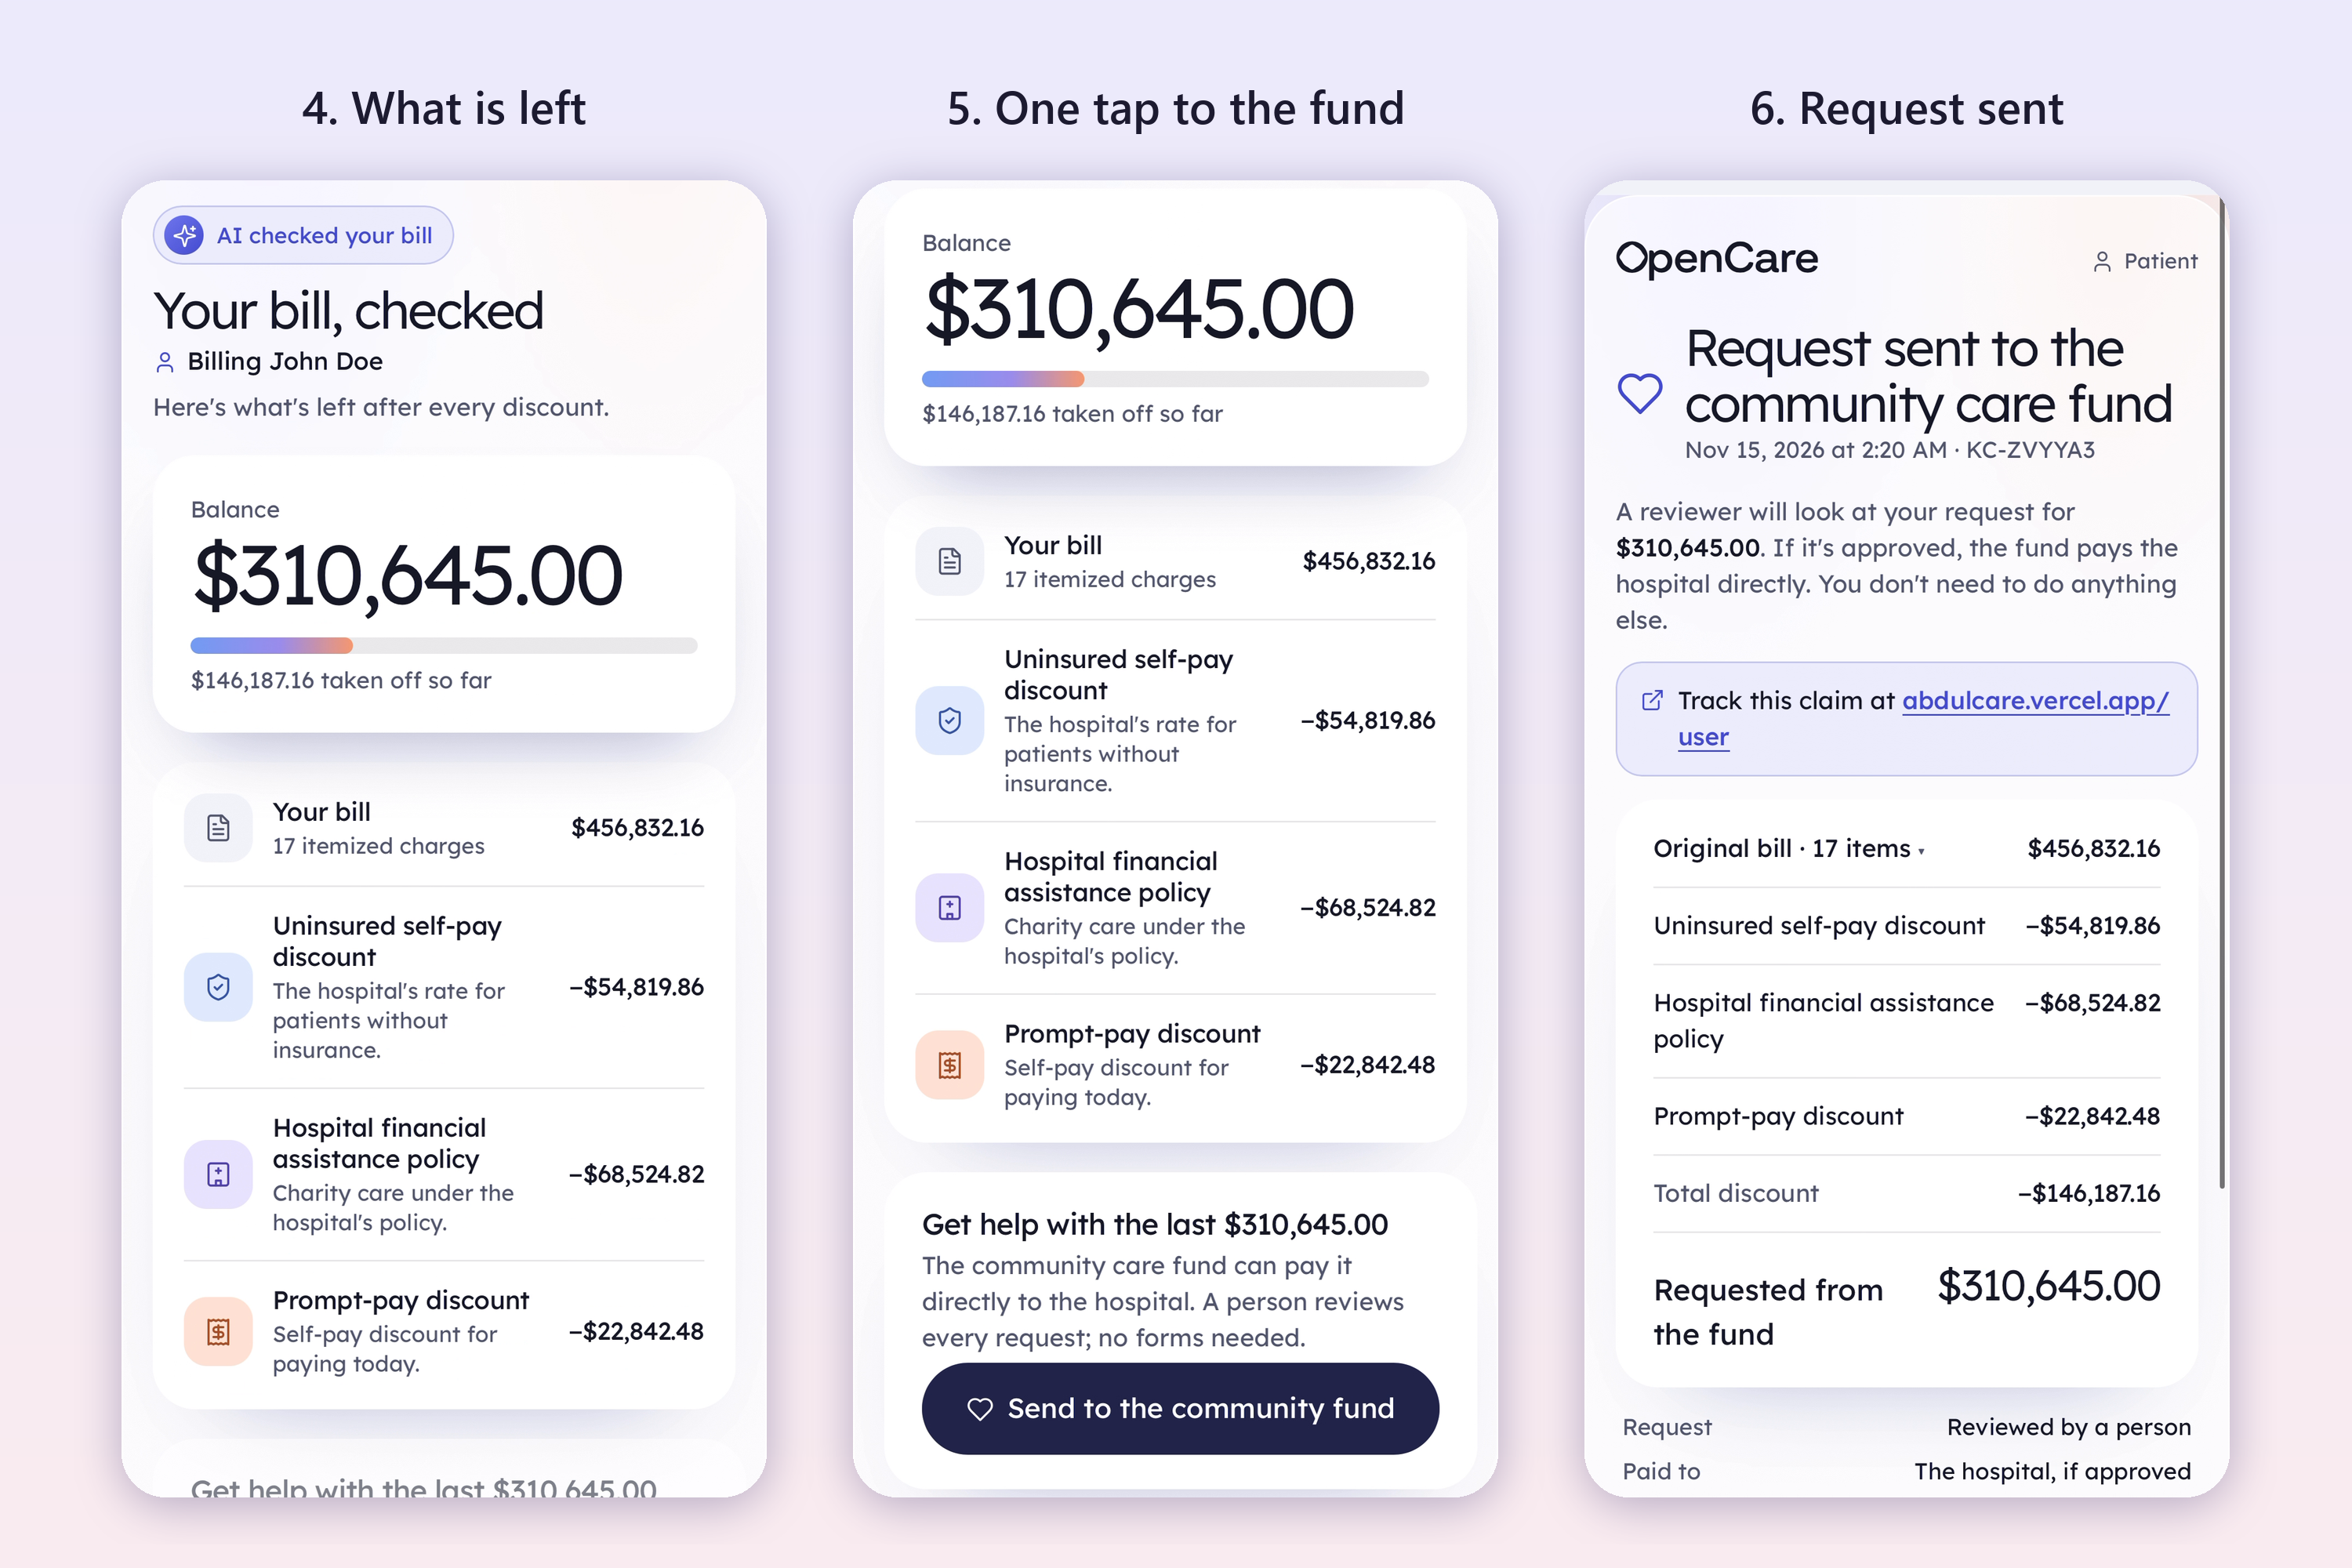 4. What is left
AI checked your bill
Your bill, checked
Billing John Doe
Here's what's left after every discount.
Balance
$310,645.00
$146,187.16 taken off so far
Your bill
17 itemized charges
$456,832.16
Uninsured self-pay
discount
The hospital's rate for
patients without
insurance.
–$54,819.86
Hospital financial
assistance policy
Charity care under the
hospital's policy.
–$68,524.82
Prompt-pay discount
Self-pay discount for
paying today.
–$22,842.48
Get help with the last $310,645.00
5. One tap to the fund
Balance
$310,645.00
$146,187.16 taken off so far
Your bill
17 itemized charges
$456,832.16
Uninsured self-pay
discount
The hospital's rate for
patients without
insurance.
–$54,819.86
Hospital financial
assistance policy
Charity care under the
hospital's policy.
–$68,524.82
Prompt-pay discount
Self-pay discount for
paying today.
–$22,842.48
Get help with the last $310,645.00
The community care fund can pay it
directly to the hospital. A person reviews
every request; no forms needed.
Send to the community fund
6. Request sent
OpenCare
Patient
Request sent to the
community care fund
Nov 15, 2026 at 2:20 AM · KC-ZVYYA3
A reviewer will look at your request for
$310,645.00. If it's approved, the fund pays the
hospital directly. You don't need to do anything
else.
Track this claim at abdulcare.vercel.app/
user
Original bill · 17 items ▾ $456,832.16
Uninsured self-pay discount –$54,819.86
Hospital financial assistance –$68,524.82
policy
Prompt-pay discount –$22,842.48
Total discount –$146,187.16
Requested from $310,645.00
the fund
Request Reviewed by a person
Paid to The hospital, if approved